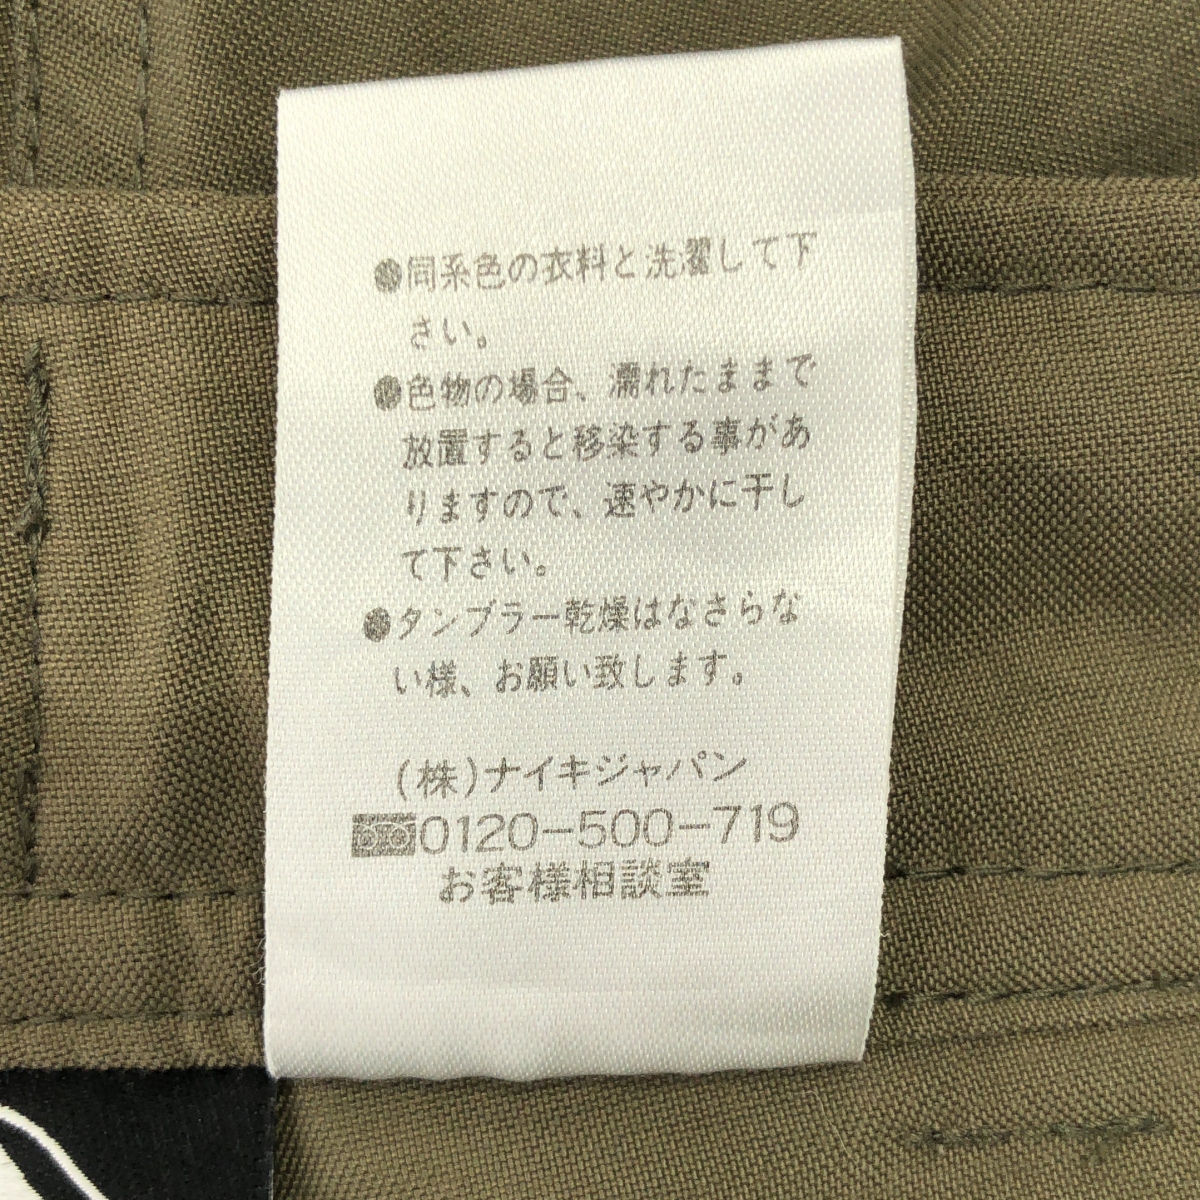 ●同系色の衣料と洗濯して下
さい。
●色物の場合、濡れたままで
放置すると移染する事があ
りますので、速やかに干し
て下さい。
●タンブラー乾燥はなさらな
い様、お願い致します。
(株)ナイキジャパン
0120-500-719
お客様相談室